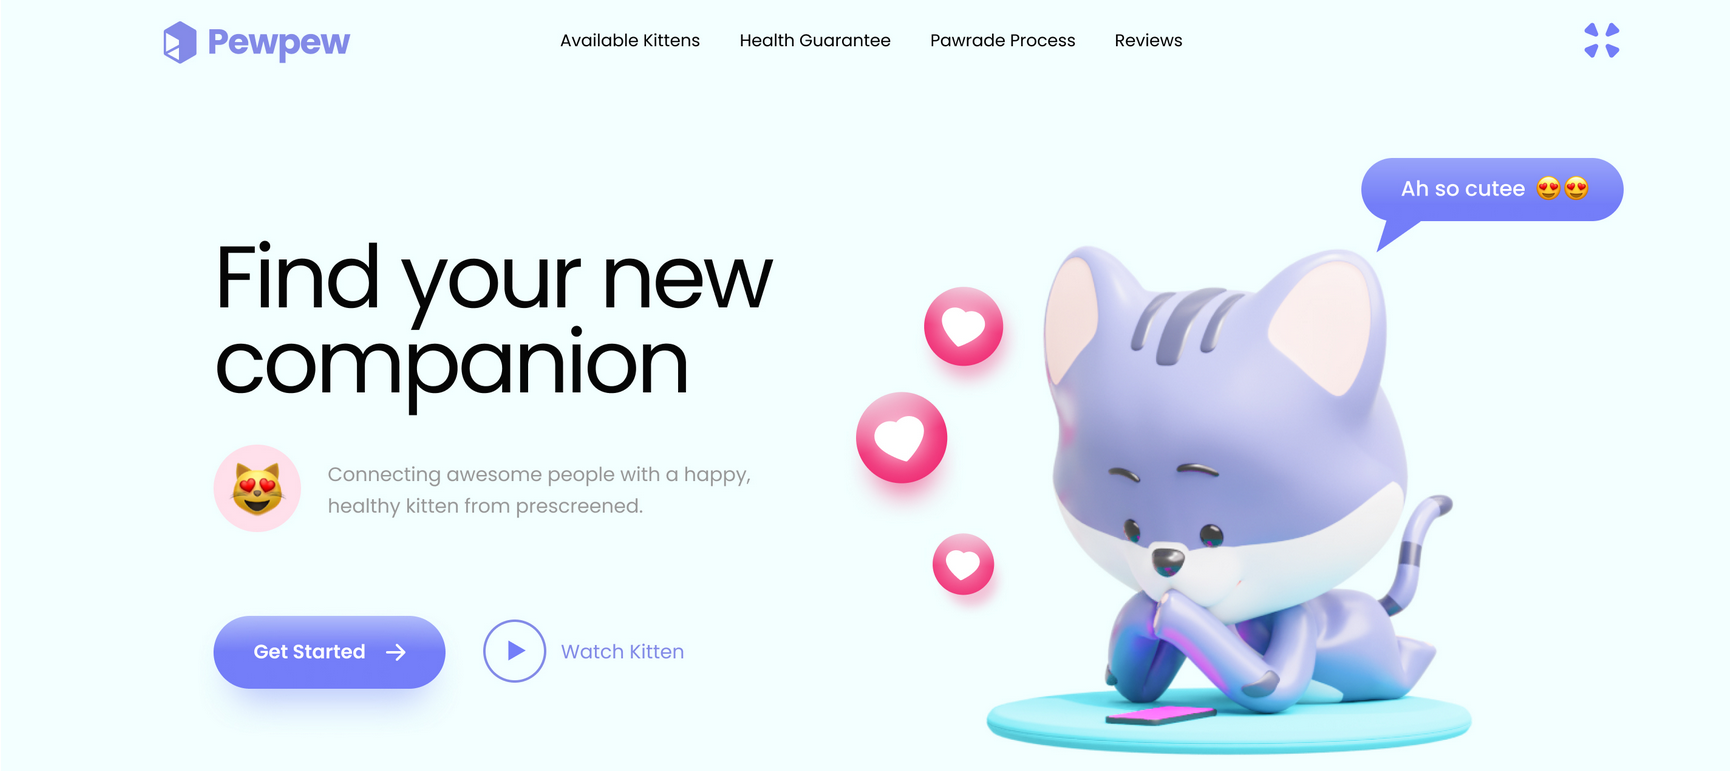 Pewpew
Available Kittens
Health Guarantee
Pawrade Process
Reviews
Ah so cutee 😍😍
Find your new
companion
Connecting awesome people with a happy,
healthy kitten from prescreened.
Get Started
Watch Kitten